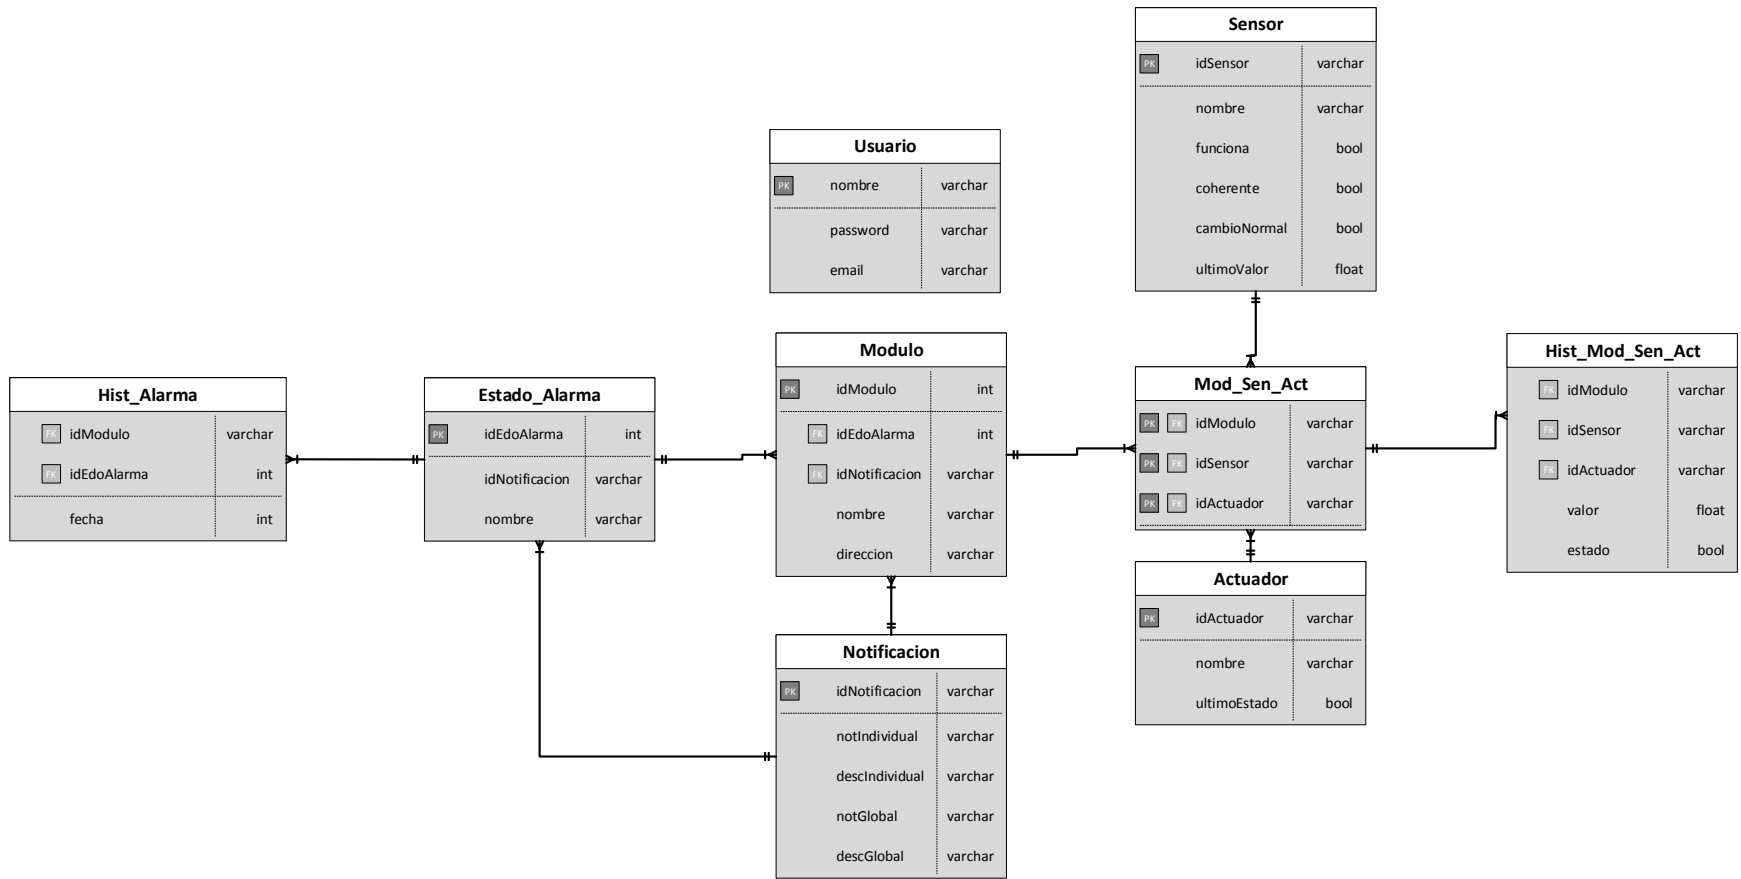 Sensor
PK idSensor varchar
nombre varchar
funciona bool
coherente bool
cambioNormal bool
ultimoValor float
Usuario
PK nombre varchar
password varchar
email varchar
Hist_Alarma
FK idModulo varchar
FK idEdoAlarma int
fecha int
Estado_Alarma
PK idEdoAlarma int
idNotificacion varchar
nombre varchar
Modulo
PK idModulo int
FK idEdoAlarma int
FK idNotificacion varchar
nombre varchar
direccion varchar
Mod_Sen_Act
PK FK idModulo varchar
PK FK idSensor varchar
PK FK idActuador varchar
Hist_Mod_Sen_Act
FK idModulo varchar
FK idSensor varchar
FK idActuador varchar
valor float
estado bool
Notificacion
PK idNotificacion varchar
notIndividual varchar
descIndividual varchar
notGlobal varchar
descGlobal varchar
Actuador
PK idActuador varchar
nombre varchar
ultimoEstado bool